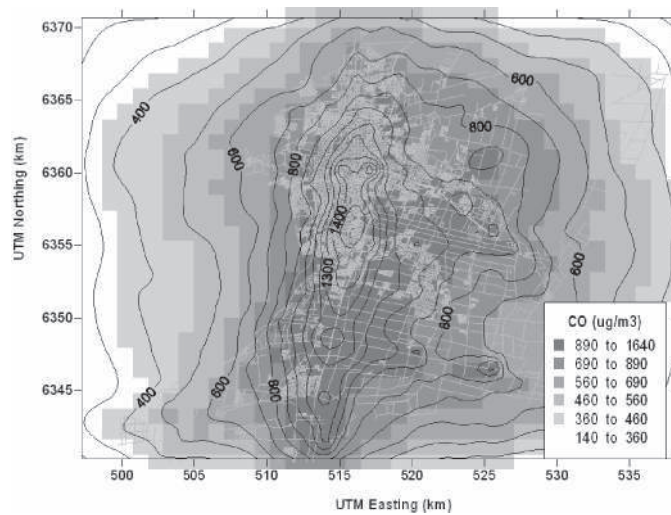 6370
6365
6360
6355
6350
6345
UTM Northing (km)
400
600
800
600
800
1400
1300
600
600
800
600
400
CO (ug/m3)
890 to 1640
690 to 890
560 to 690
460 to 560
360 to 460
140 to 360
500
505
510
515
520
525
530
535
UTM Easting (km)